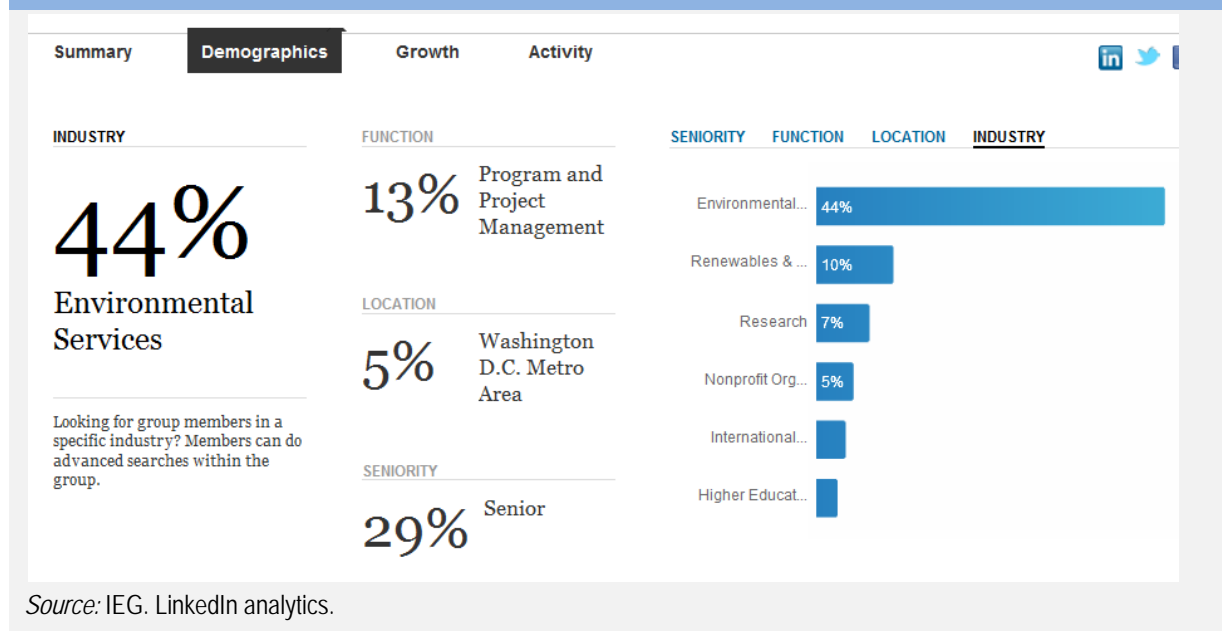 Summary Demographics Growth Activity
in
INDUSTRY
44%
Environmental
Services
Looking for group members in a
specific industry? Members can do
advanced searches within the
group.
FUNCTION
13%
Program and
Project
Management
LOCATION
5%
Washington
D.C. Metro
Area
SENIORITY
29%
Senior
SENIORITY FUNCTION LOCATION INDUSTRY
Environmental... 44%
Renewables & ... 10%
Research 7%
Nonprofit Org... 5%
International...
Higher Educat...
Source: IEG. LinkedIn analytics.